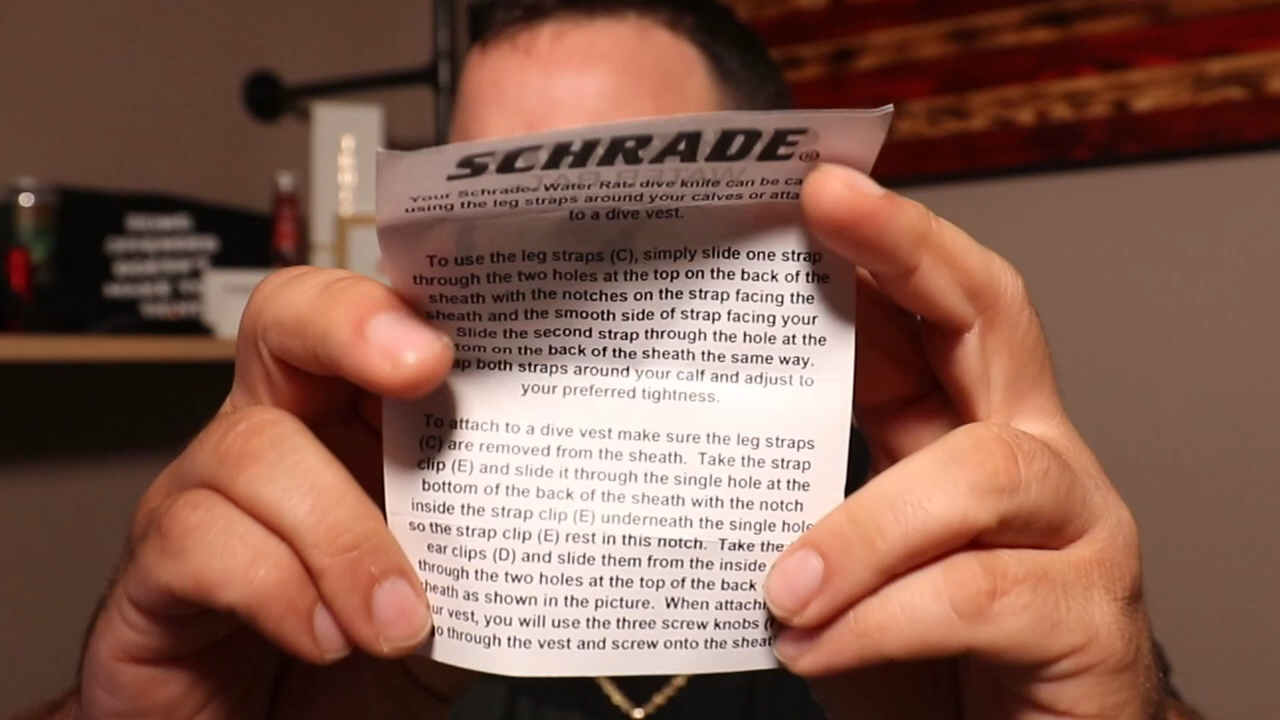 SCHRADE®
Your Schrade® Water Rat® dive knife can be
using the leg straps around your calves or
to a dive vest.
To use the leg straps (C), simply slide one strap
through the two holes at the top on the back of the
sheath with the notches on the strap facing the
sheath and the smooth side of strap facing your
Slide the second strap through the hole at the
on the back of the sheath the same way.
both straps around your calf and adjust to
your preferred tightness.
To attach to a dive vest make sure the leg straps
(C) are removed from the sheath. Take the strap
clip (E) and slide it through the single hole at the
bottom of the back of the sheath with the notch
inside the strap clip (E) underneath the single hole
so the strap clip (E) rest in this notch. Take the
ear clips (D) and slide them from the inside
through the two holes at the top of the back
sheath as shown in the picture. When
vest, you will use the three screw knobs
through the vest and screw onto the